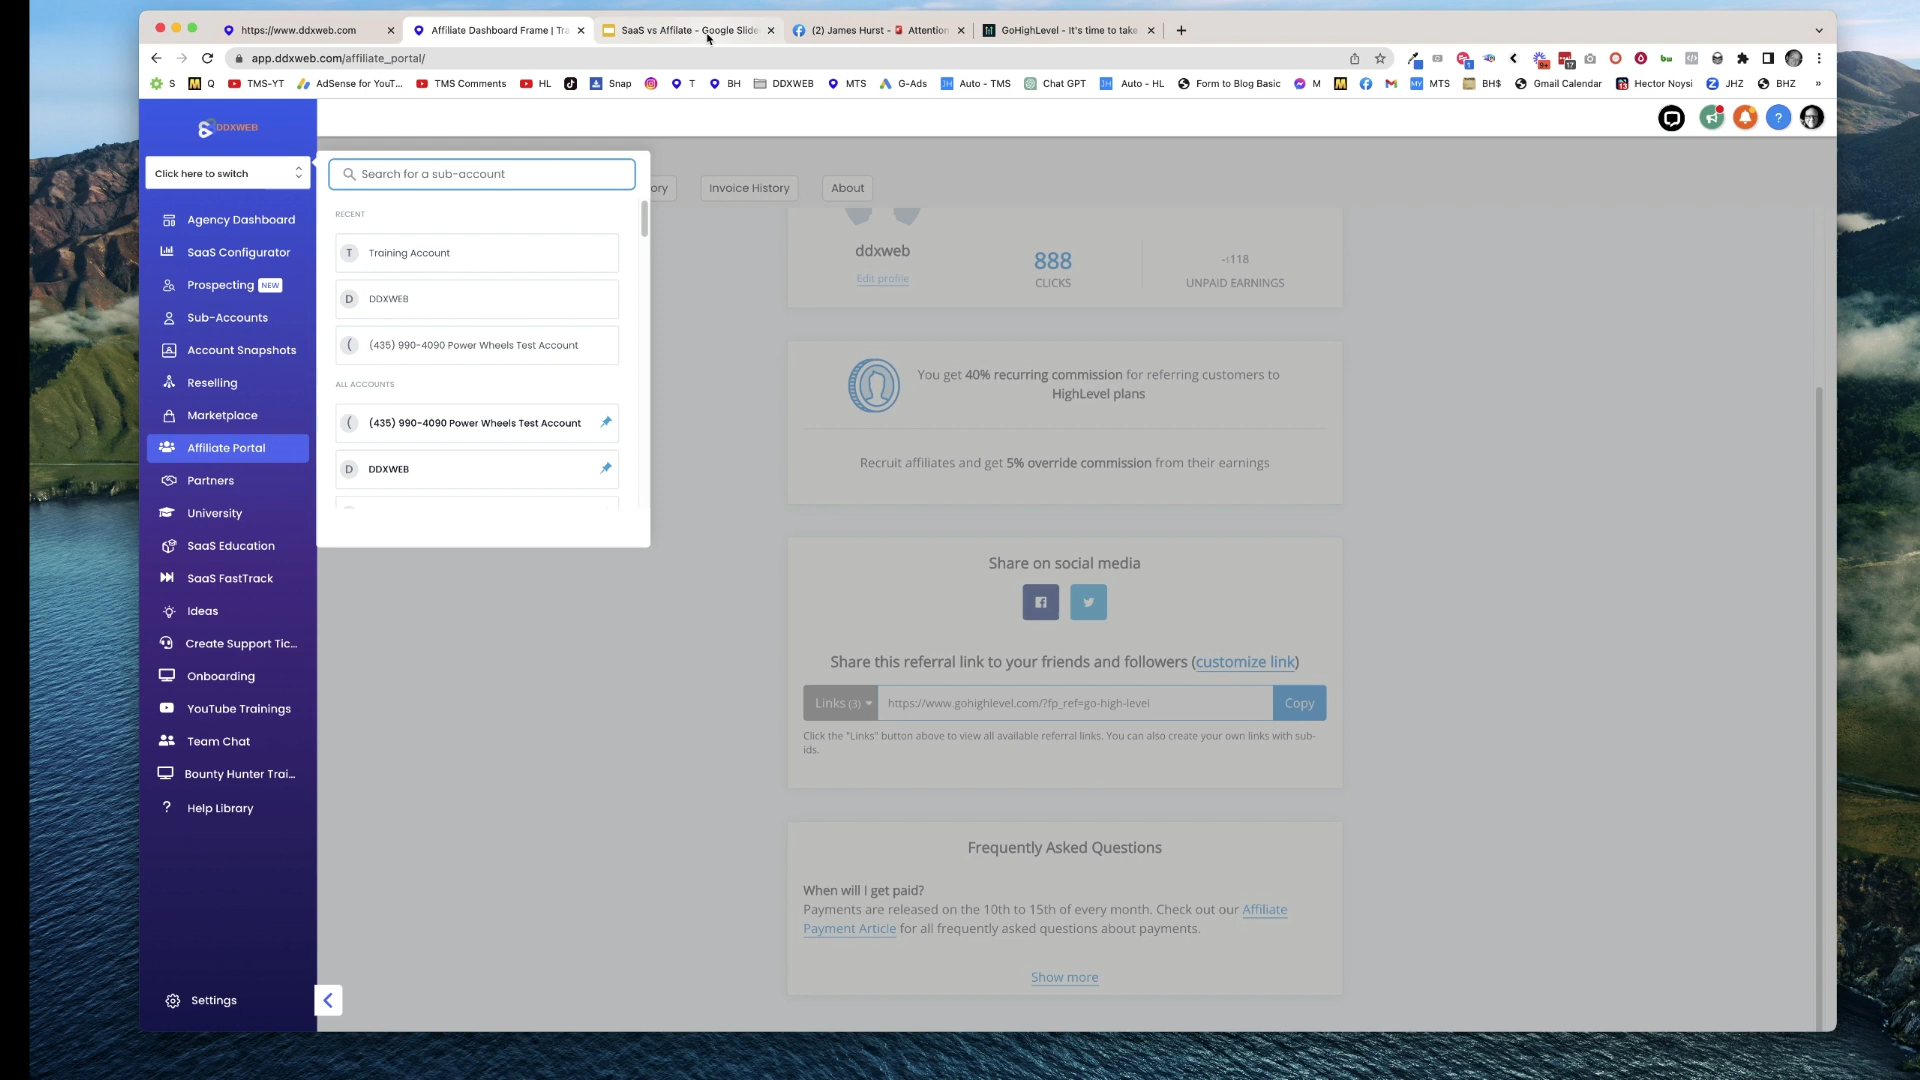 https://www.ddxweb.com
Affiliate Dashboard Frame | Tra
SaaS vs Affilate - Google Slide
(2) James Hurst - Attention
GoHighLevel - It's time to take
app.ddxweb.com/affiliate_portal/
S
Q
TMS-YT
AdSense for YouT...
TMS Comments
HL
Snap
T
BH
DDXWEB
MTS
G-Ads
Auto - TMS
Chat GPT
Auto - HL
Form to Blog Basic
M
MTS
BH$
Gmail Calendar
Hector Noysi
JHZ
BHZ
»
DDXWEB
Click here to switch
Search for a sub-account
ory
Invoice History
About
Agency Dashboard
SaaS Configurator
Prospecting NEW
Sub-Accounts
Account Snapshots
Reselling
Marketplace
Affiliate Portal
Partners
University
SaaS Education
SaaS FastTrack
Ideas
Create Support Tic...
Onboarding
YouTube Trainings
Team Chat
Bounty Hunter Trai...
Help Library
Settings
RECENT
T Training Account
D DDXWEB
( (435) 990-4090 Power Wheels Test Account
ALL ACCOUNTS
( (435) 990-4090 Power Wheels Test Account
D DDXWEB
ddxweb
Edit profile
888
CLICKS
UNPAID EARNINGS
You get 40% recurring commission for referring customers to
HighLevel plans
Recruit affiliates and get 5% override commission from their earnings
Share on social media
Share this referral link to your friends and followers (customize link)
Links (3)
https://www.gohighlevel.com/?fp_ref=go-high-level
Copy
Click the "Links" button above to view all available referral links. You can also create your own links with sub-
ids.
Frequently Asked Questions
When will I get paid?
Payments are released on the 10th to 15th of every month. Check out our Affiliate
Payment Article for all frequently asked questions about payments.
Show more